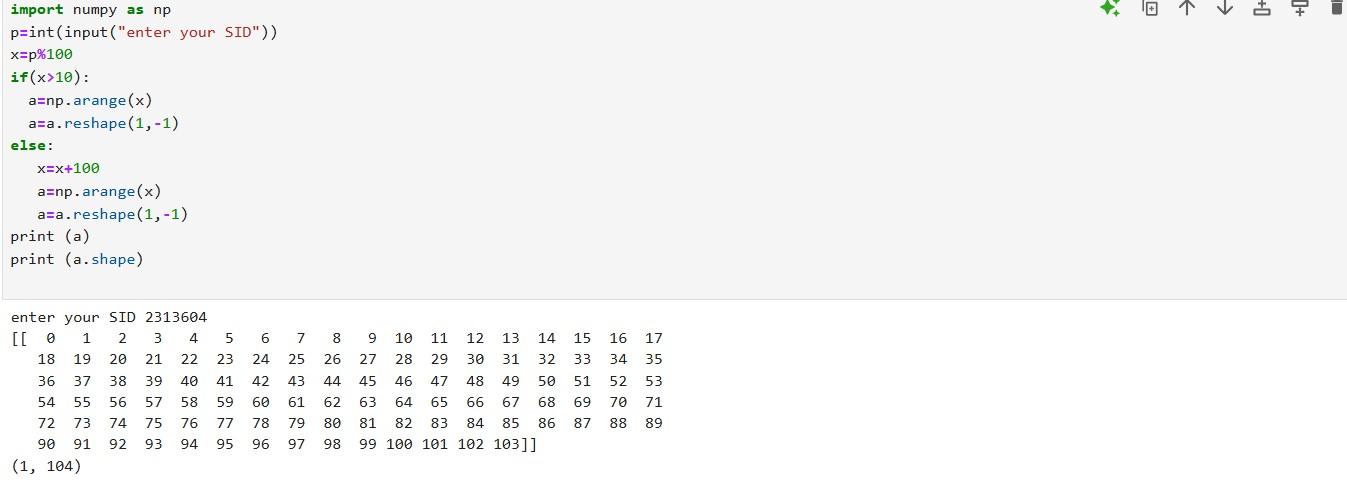 import numpy as np
p=int(input("enter your SID"))
x=p%100
if(x>10):
  a=np.arange(x)
  a=a.reshape(1,-1)
else:
   x=x+100
   a=np.arange(x)
   a=a.reshape(1,-1)
print (a)
print (a.shape)
enter your SID 2313604
[[  0   1   2   3   4   5   6   7   8   9  10  11  12  13  14  15  16  17
   18  19  20  21  22  23  24  25  26  27  28  29  30  31  32  33  34  35
   36  37  38  39  40  41  42  43  44  45  46  47  48  49  50  51  52  53
   54  55  56  57  58  59  60  61  62  63  64  65  66  67  68  69  70  71
   72  73  74  75  76  77  78  79  80  81  82  83  84  85  86  87  88  89
   90  91  92  93  94  95  96  97  98  99 100 101 102 103]]
(1, 104)